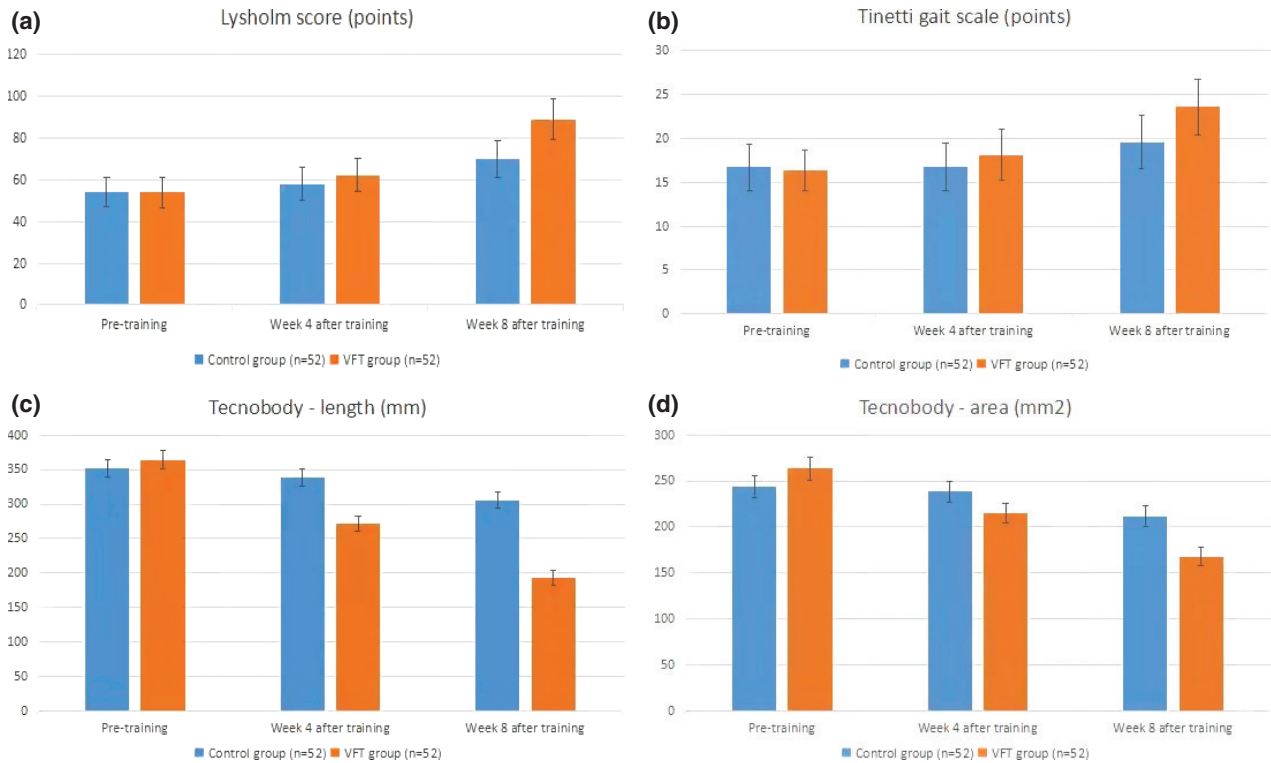 (a)
Lysholm score (points)
120
100
80
60
40
20
0
Pre-training
Week 4 after training
Week 8 after training
Control group (n=52)
VFT group (n=52)
(b)
Tinetti gait scale (points)
30
25
20
15
10
5
0
Pre-training
Week 4 after training
Week 8 after training
Control group (n=52)
VFT group (n=52)
(c)
Tecnobody - length (mm)
400
350
300
250
200
150
100
50
0
Pre-training
Week 4 after training
Week 8 after training
Control group (n=52)
VFT group (n=52)
(d)
Tecnobody - area (mm2)
300
250
200
150
100
50
0
Pre-training
Week 4 after training
Week 8 after training
Control group (n=52)
VFT group (n=52)